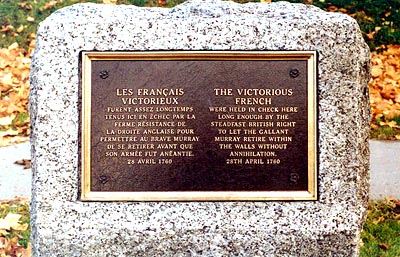 LES FRANÇAIS
VICTORIEUX
FURENT ASSEZ LONGTEMPS
TENUS ICI EN ÉCHEC PAR LA
FERME RÉSISTANCE DE
LA DROITE ANGLAISE POUR
PERMETTRE AU BRAVE MURRAY
DE SE RETIRER AVANT QUE
SON ARMÉE FUT ANÉANTIE.
28 AVRIL 1760
THE VICTORIOUS
FRENCH
WERE HELD IN CHECK HERE
LONG ENOUGH BY THE
STEADFAST BRITISH RIGHT
TO LET THE GALLANT
MURRAY RETIRE WITHIN
THE WALLS WITHOUT
ANNIHILATION.
28TH APRIL 1760